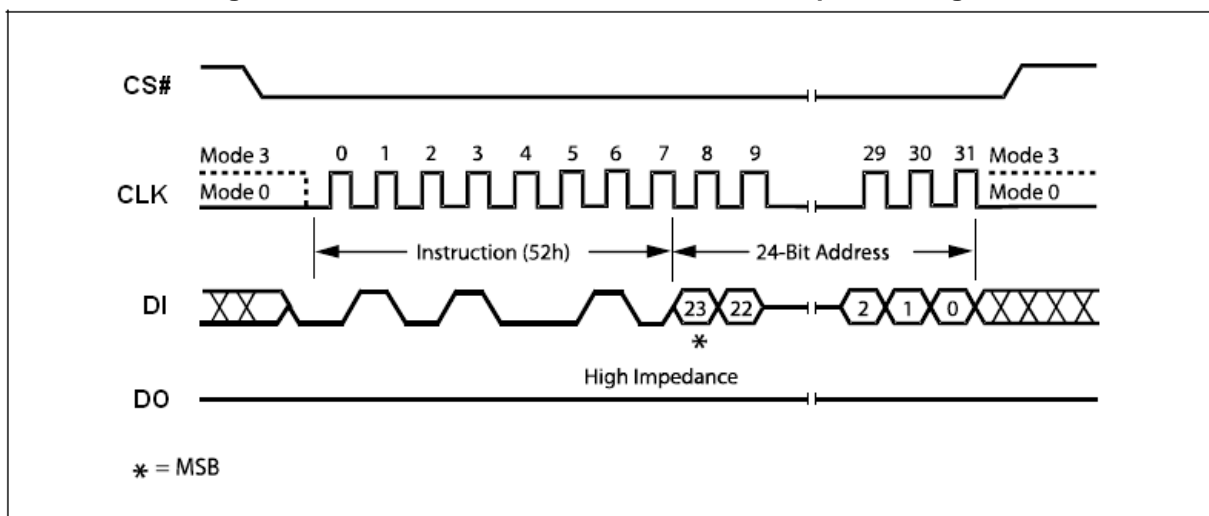 CS#
Mode 3 0 1 2 3 4 5 6 7 8 9 29 30 31 Mode 3
CLK Mode 0 Mode 0
Instruction (52h) 24-Bit Address
DI 23 22 2 1 0
*
High Impedance
DO
* = MSB